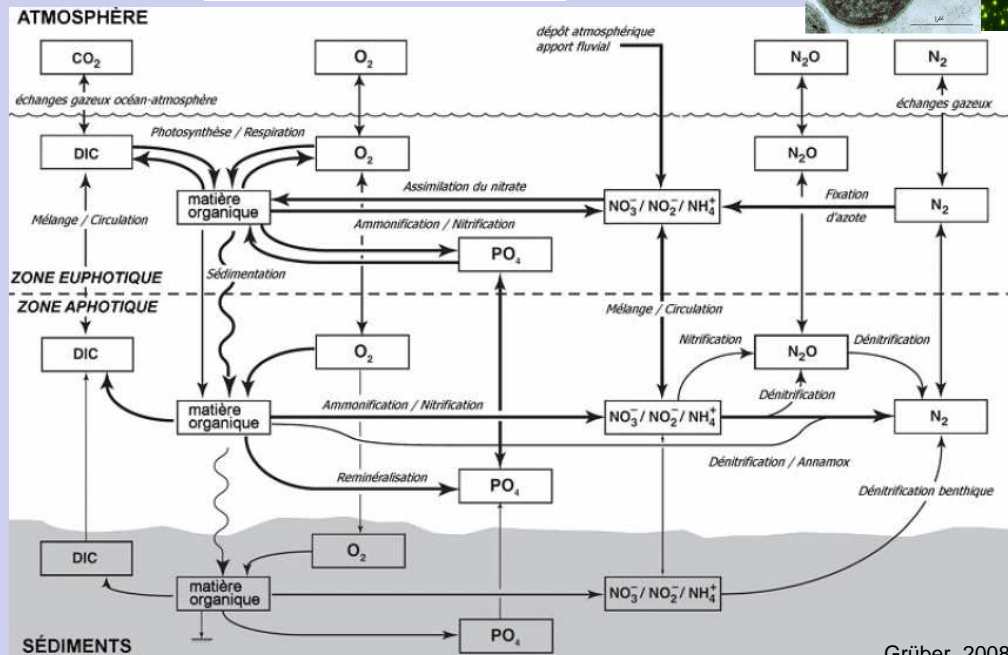 ATMOSPHÈRE
CO2
O2
dépôt atmosphérique
apport fluvial
N2O
N2
échanges gazeux océan-atmosphère
échanges gazeux
Photosynthèse / Respiration
DIC
O2
N2O
Assimilation du nitrate
matière
organique
NO3-/ NO2-/ NH4+
Fixation
d'azote
N2
Mélange / Circulation
Ammonification / Nitrification
PO4
ZONE EUPHOTIQUE
Sédimentation
ZONE APHOTIQUE
Mélange / Circulation
DIC
O2
Nitrification
N2O
Dénitrification
Dénitrification
matière
organique
Ammonification / Nitrification
NO3-/ NO2-/ NH4+
N2
Dénitrification / Annamox
Reminéralisation
PO4
Dénitrification benthique
DIC
O2
matière
organique
NO3-/ NO2-/ NH4+
PO4
SÉDIMENTS
Grüber, 2008